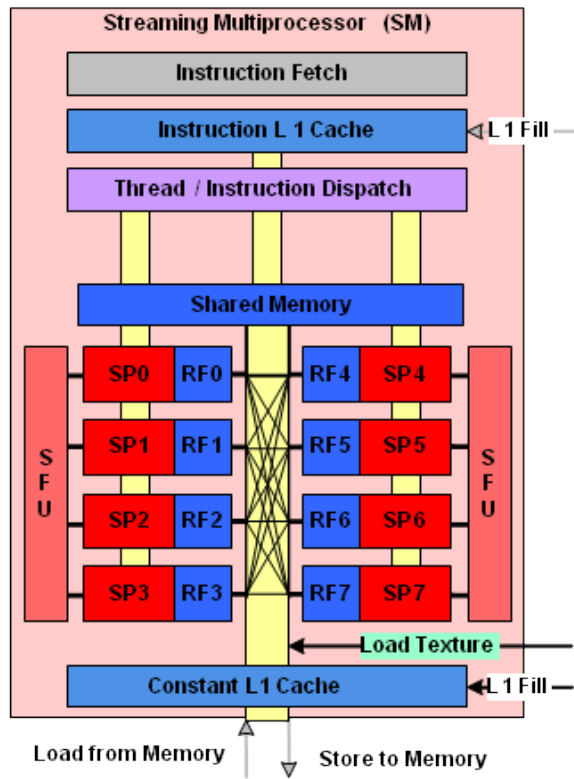 Streaming Multiprocessor (SM)
Instruction Fetch
Instruction L 1 Cache
L 1 Fill
Thread / Instruction Dispatch
Shared Memory
SFU
SP0 RF0 RF4 SP4
SP1 RF1 RF5 SP5
SP2 RF2 RF6 SP6
SP3 RF3 RF7 SP7
SFU
Load Texture
Constant L1 Cache
L 1 Fill
Load from Memory
Store to Memory